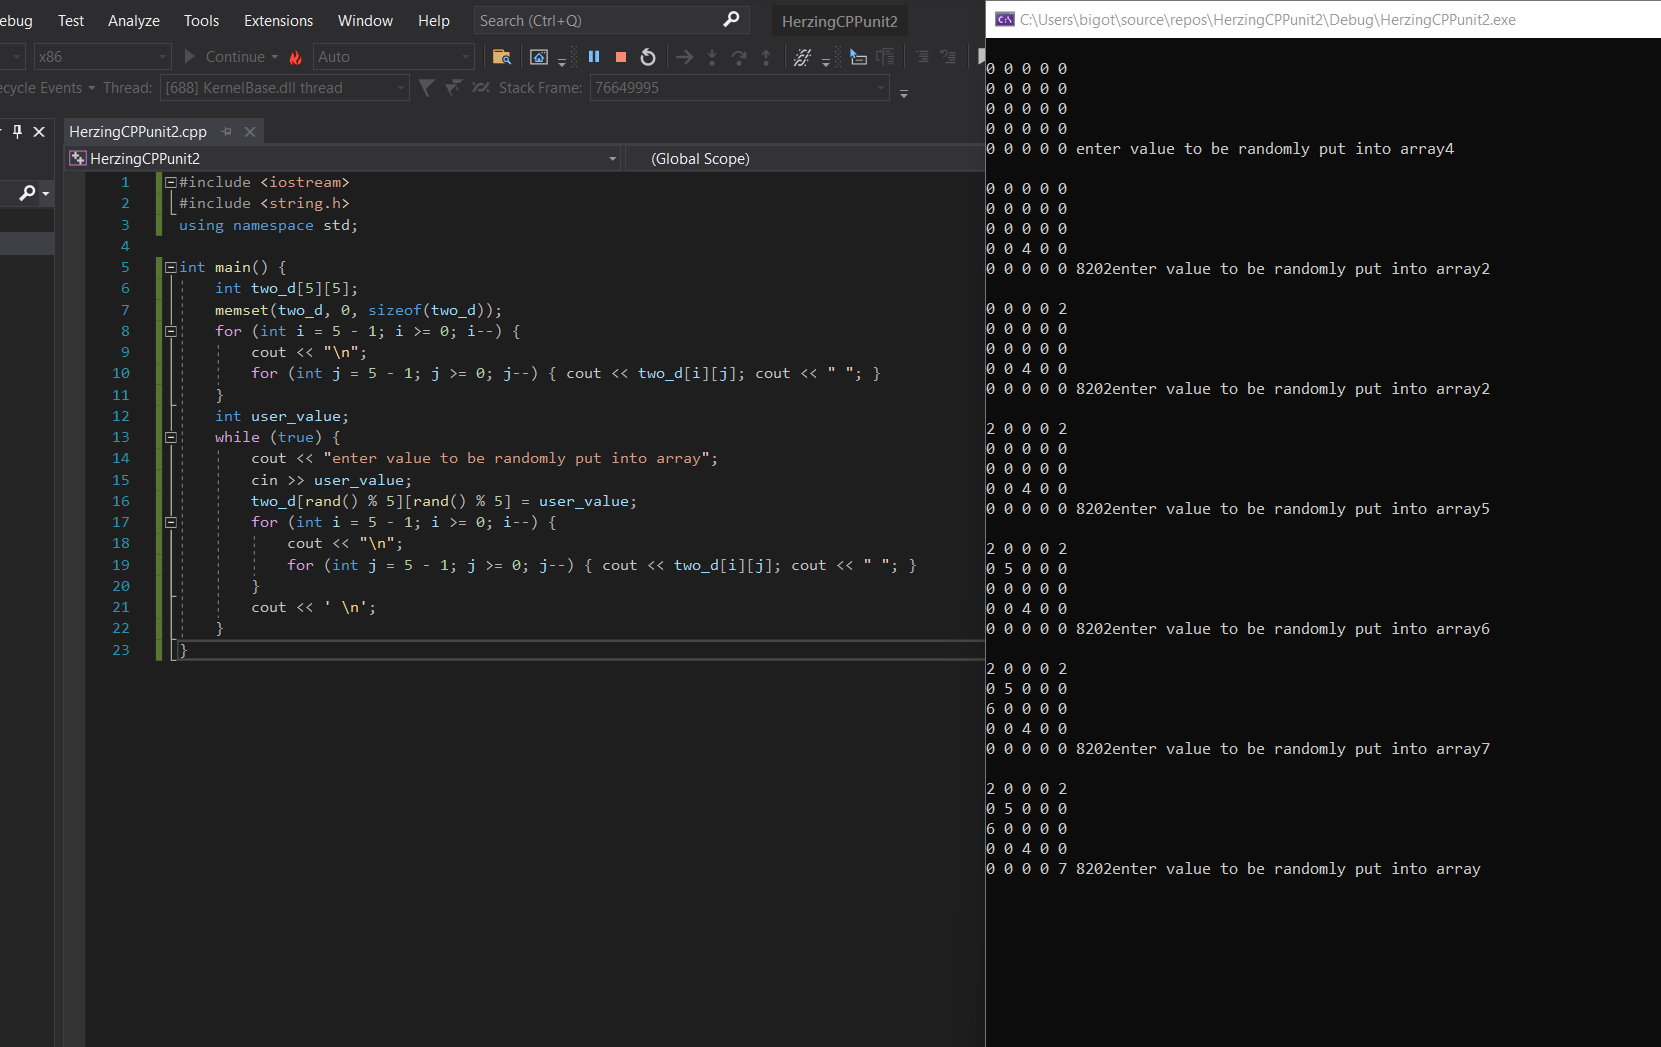 ebug Test Analyze Tools Extensions Window Help Search (Ctrl+Q) HerzingCPPunit2
x86 Continue Auto
ecycle Events Thread: [688] KernelBase.dll thread Stack Frame: 76649995
HerzingCPPunit2.cpp
HerzingCPPunit2 (Global Scope)
1 #include <iostream>
2 #include <string.h>
3 using namespace std;
4
5 int main() {
6 int two_d[5][5];
7 memset(two_d, 0, sizeof(two_d));
8 for (int i = 5 - 1; i >= 0; i--) {
9 cout << "\n";
10 for (int j = 5 - 1; j >= 0; j--) { cout << two_d[i][j]; cout << " "; }
11 }
12 int user_value;
13 while (true) {
14 cout << "enter value to be randomly put into array";
15 cin >> user_value;
16 two_d[rand() % 5][rand() % 5] = user_value;
17 for (int i = 5 - 1; i >= 0; i--) {
18 cout << "\n";
19 for (int j = 5 - 1; j >= 0; j--) { cout << two_d[i][j]; cout << " "; }
20 }
21 cout << ' \n';
22 }
23 }
C:\Users\bigot\source\repos\HerzingCPPunit2\Debug\HerzingCPPunit2.exe
0 0 0 0 0
0 0 0 0 0
0 0 0 0 0
0 0 0 0 0
0 0 0 0 0 enter value to be randomly put into array4
0 0 0 0 0
0 0 0 0 0
0 0 0 0 0
0 0 4 0 0
0 0 0 0 0 8202enter value to be randomly put into array2
0 0 0 0 2
0 0 0 0 0
0 0 0 0 0
0 0 4 0 0
0 0 0 0 0 8202enter value to be randomly put into array2
2 0 0 0 2
0 0 0 0 0
0 0 0 0 0
0 0 4 0 0
0 0 0 0 0 8202enter value to be randomly put into array5
2 0 0 0 2
0 5 0 0 0
0 0 0 0 0
0 0 4 0 0
0 0 0 0 0 8202enter value to be randomly put into array6
2 0 0 0 2
0 5 0 0 0
6 0 0 0 0
0 0 4 0 0
0 0 0 0 0 8202enter value to be randomly put into array7
2 0 0 0 2
0 5 0 0 0
6 0 0 0 0
0 0 4 0 0
0 0 0 0 7 8202enter value to be randomly put into array